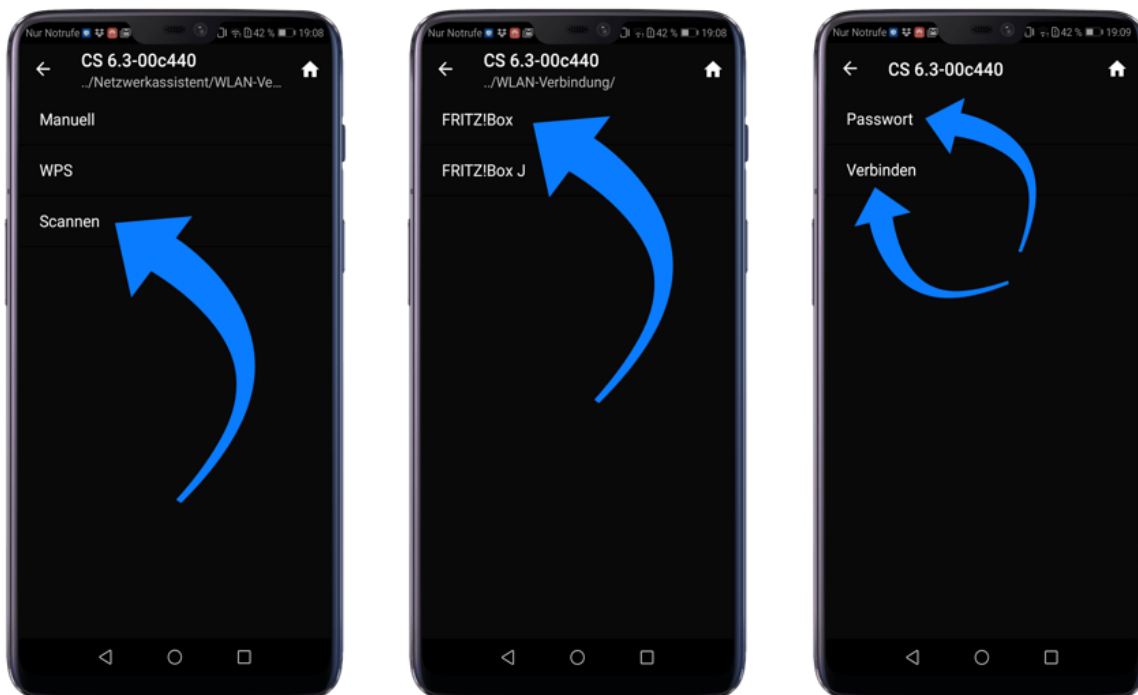 Nur Notrufe 42 % 19:08
CS 6.3-00c440
../Netzwerkassistent/WLAN-Ve...
Manuell
WPS
Scannen
Nur Notrufe 42 % 19:08
CS 6.3-00c440
../WLAN-Verbindung/
FRITZ!Box
FRITZ!Box J
Nur Notrufe 42 % 19:09
CS 6.3-00c440
Passwort
Verbinden